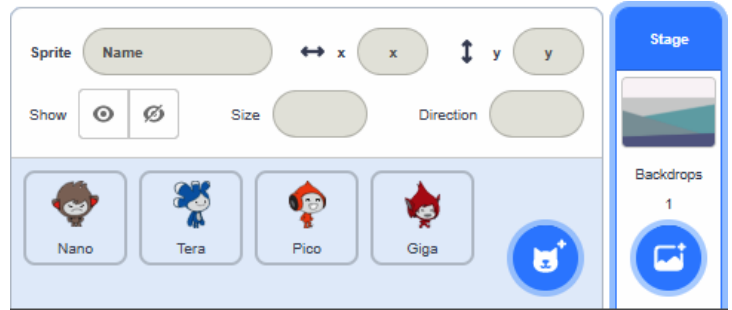 Sprite Name x x y y
Show Size Direction
Nano Tera Pico Giga
Stage
Backdrops
1